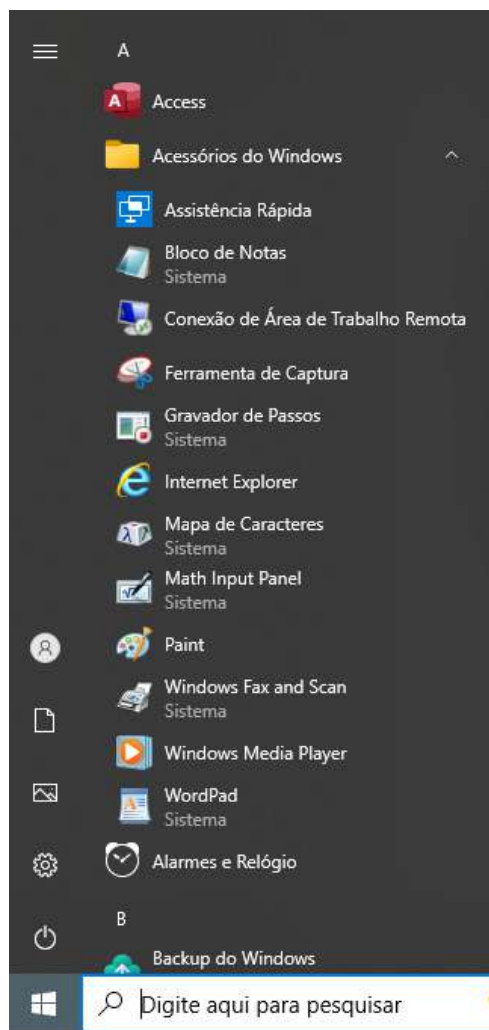 A
Access
Acessórios do Windows
Assistência Rápida
Bloco de Notas
Sistema
Conexão de Área de Trabalho Remota
Ferramenta de Captura
Gravador de Passos
Sistema
Internet Explorer
Mapa de Caracteres
Sistema
Math Input Panel
Sistema
Paint
Windows Fax and Scan
Sistema
Windows Media Player
WordPad
Sistema
Alarmes e Relógio
B
Backup do Windows
Digite aqui para pesquisar